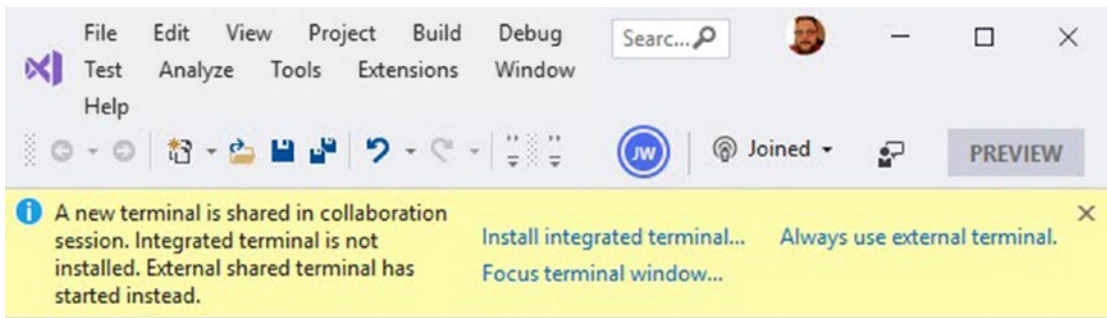 File Edit View Project Build Debug Searc...
Test Analyze Tools Extensions Window
Help
JW Joined PREVIEW
A new terminal is shared in collaboration
session. Integrated terminal is not
installed. External shared terminal has
started instead.
Install integrated terminal... Always use external terminal.
Focus terminal window...